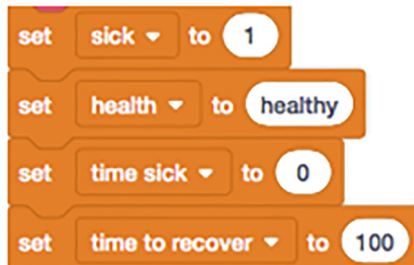 set sick to 1
set health to healthy
set time sick to 0
set time to recover to 100